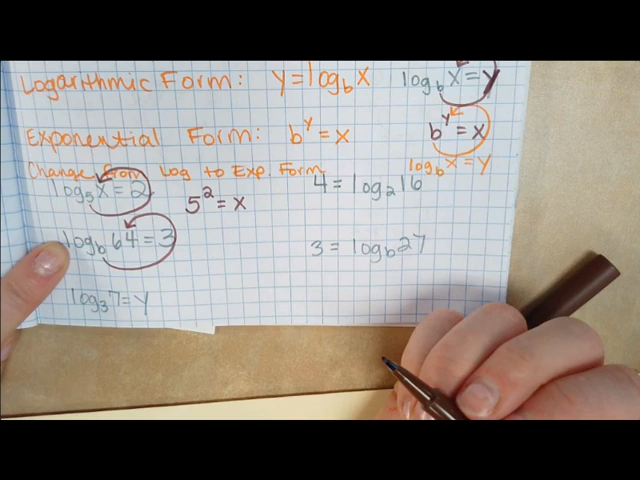 Logarithmic Form: y = log_b x log_b x = y
Exponential Form: b^y = x b^y = x
log_b x = y
Change from Log to Exp. Form
log_5 x = 2 5^2 = x 4 = log_2 16
log_b 64 = 3 3 = log_b 27
log_3 7 = y